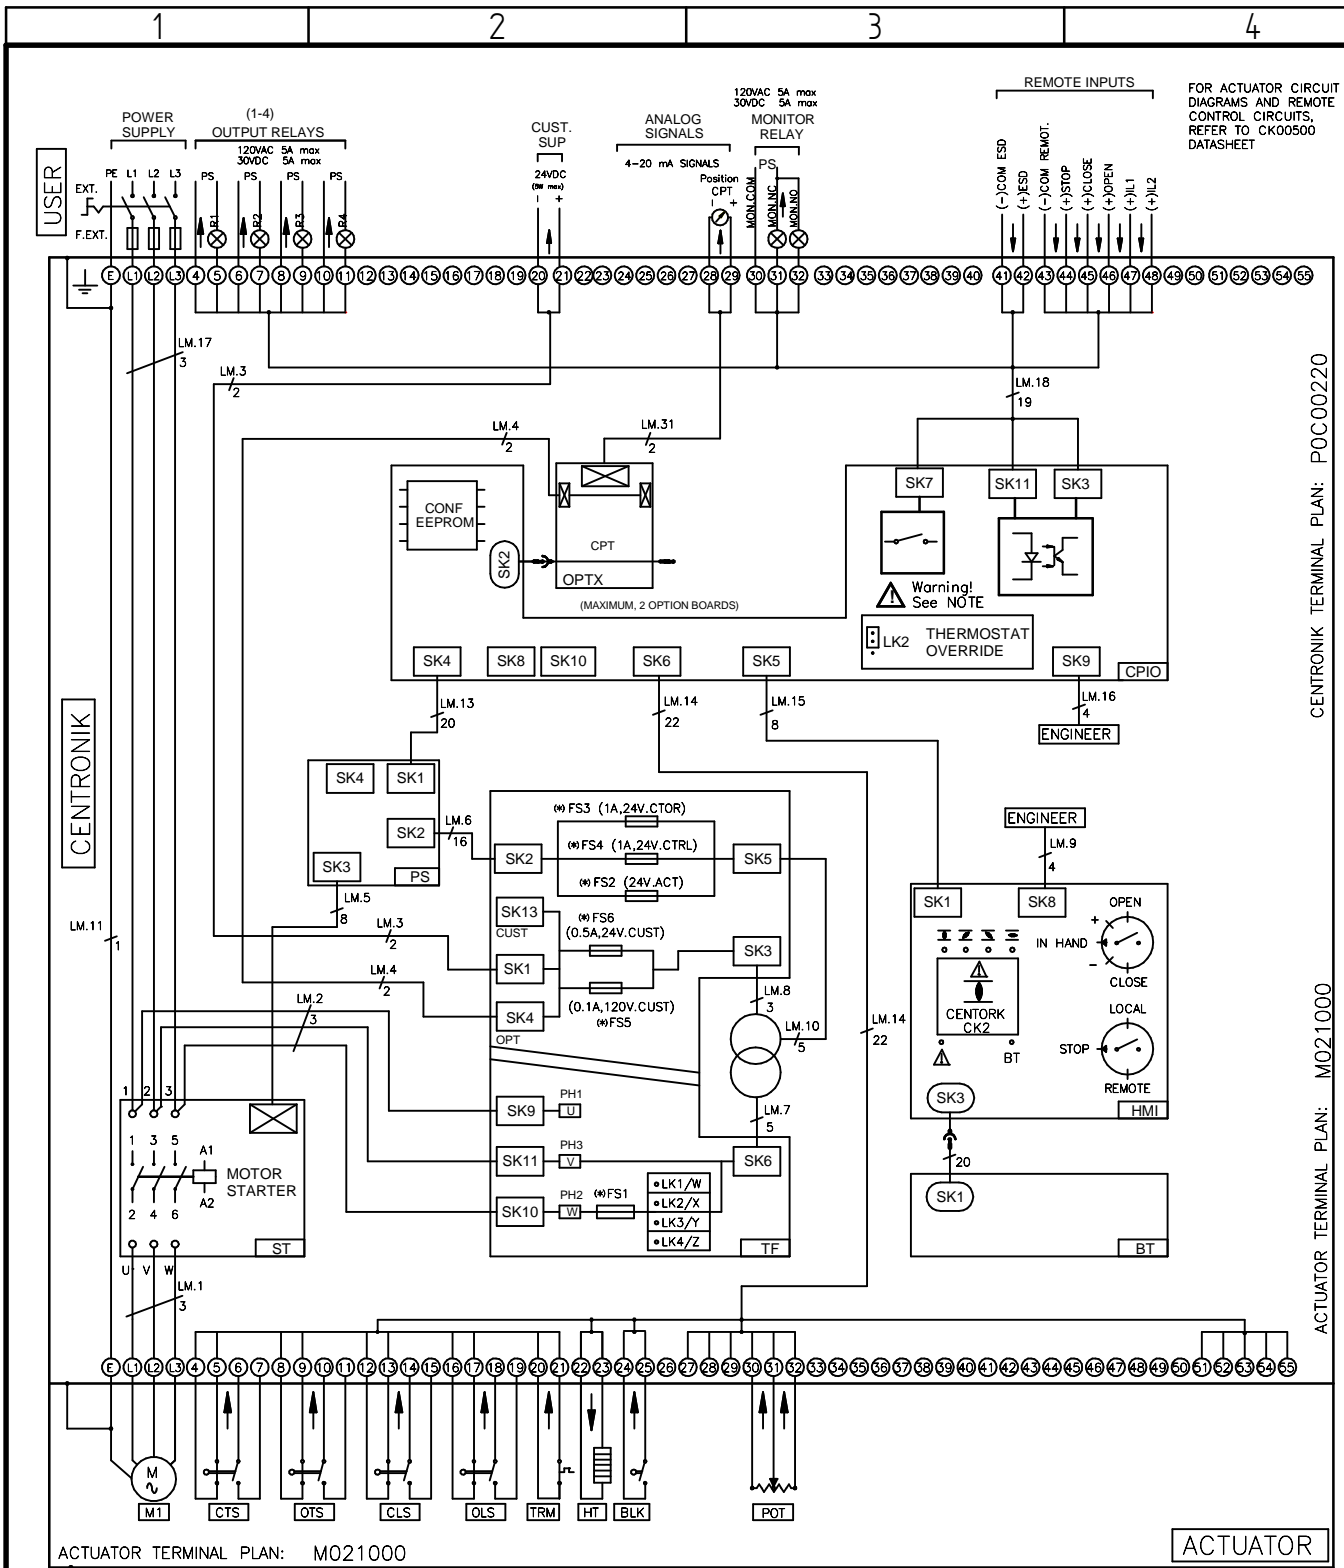 1 2 3 4
REMOTE INPUTS
FOR ACTUATOR CIRCUIT
DIAGRAMS AND REMOTE
CONTROL CIRCUITS,
REFER TO CK00500
DATASHEET
POWER
SUPPLY
(1-4)
OUTPUT RELAYS
120VAC 5A max
30VDC 5A max
CUST.
SUP
24VDC
(5W max)
- +
ANALOG
SIGNALS
4-20 mA SIGNALS
Position
CPT
- +
120VAC 5A max
30VDC 5A max
MONITOR
RELAY
PS
MON.COM
MON.NC
MON.NO
(-)COM ESD
(+)ESD
(-)COM REMOT.
(+)STOP
(+)CLOSE
(+)OPEN
(+)IL1
(+)IL2
USER
PE L1 L2 L3
EXT.
F.EXT.
PS PS PS PS
R1 R2 R3 R4
E L1 L2 L3 4 5 6 7 8 9 10 11 12 13 14 15 16 17 18 19 20 21 22 23 24 25 26 27 28 29 30 31 32 33 34 35 36 37 38 39 40 41 42 43 44 45 46 47 48 49 50 51 52 53 54 55
LM.17
3
LM.3
2
LM.4
2
LM.31
2
LM.18
19
CENTRONIK TERMINAL PLAN: P0C00220
CONF
EEPROM
SK2
CPT
OPTX
(MAXIMUM, 2 OPTION BOARDS)
SK7 SK11 SK3
Warning!
See NOTE
LK2
THERMOSTAT
OVERRIDE
SK4 SK8 SK10 SK6 SK5 SK9
CPIO
LM.13
20
LM.14
22
LM.15
8
LM.16
4
ENGINEER
CENTRONIK
SK4 SK1
SK2
SK3
PS
LM.6
16
LM.5
8
LM.11
1
LM.3
2
LM.4
2
LM.2
3
(*)FS3 (1A,24V.CTOR)
(*)FS4 (1A,24V.CTRL)
(*)FS2 (24V.ACT)
SK2 SK5
SK13
CUST
(*)FS6
(0.5A,24V.CUST)
SK1
SK3
SK4
OPT
(0.1A,120V.CUST)
(*)FS5
LM.8
3
LM.10
5
LM.7
5
SK9
PH1
U
SK11
PH3
V
SK6
SK10
PH2
W
(*)FS1
LK1/W
LK2/X
LK3/Y
LK4/Z
TF
LM.14
22
ENGINEER
LM.9
4
SK1 SK8
OPEN
+
IN HAND
-
CLOSE
CENTORK
CK2
BT
LOCAL
STOP
REMOTE
SK3
HMI
20
SK1
BT
ACTUATOR TERMINAL PLAN: M021000
1 2 3
1 3 5
A1
A2
MOTOR
STARTER
2 4 6
ST
U V W
LM.1
3
E L1 L2 L3 4 5 6 7 8 9 10 11 12 13 14 15 16 17 18 19 20 21 22 23 24 25 26 27 28 29 30 31 32 33 34 35 36 37 38 39 40 41 42 43 44 45 46 47 48 49 50 51 52 53 54 55
M
M1 CTS OTS CLS OLS TRM HT BLK POT
ACTUATOR TERMINAL PLAN: M021000
ACTUATOR